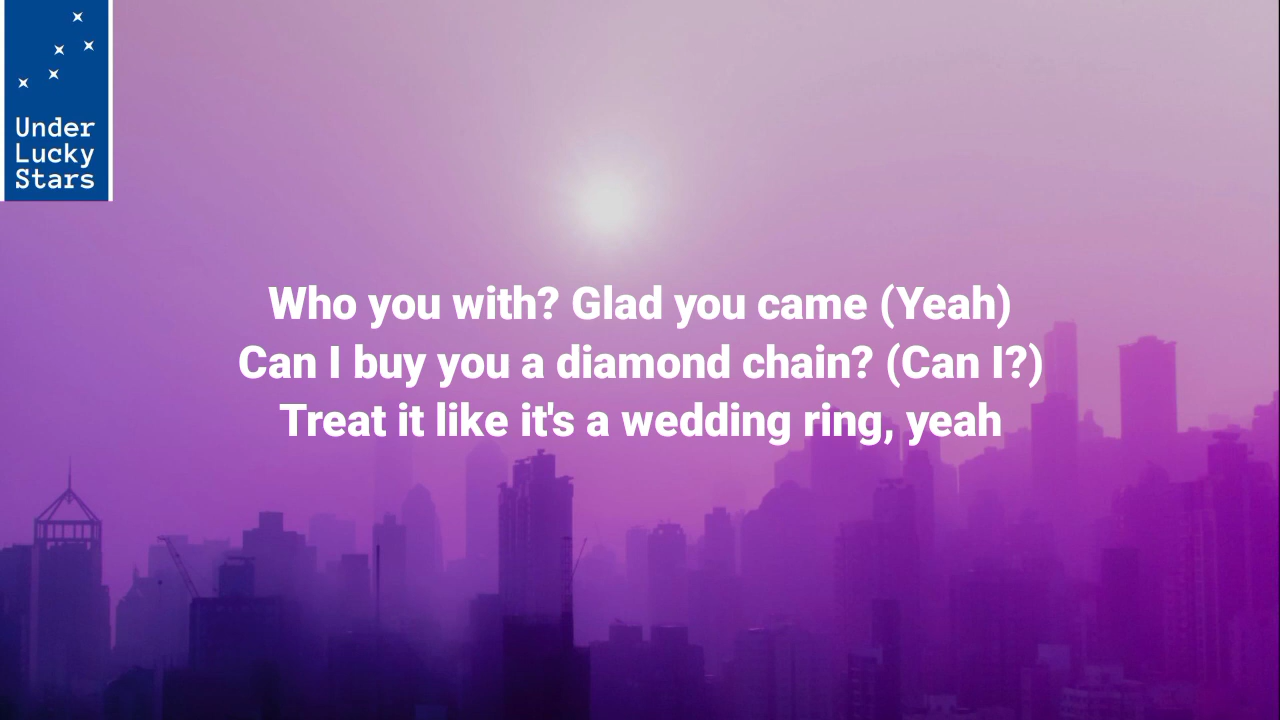 Under
Lucky
Stars
Who you with? Glad you came (Yeah)
Can I buy you a diamond chain? (Can I?)
Treat it like it's a wedding ring, yeah